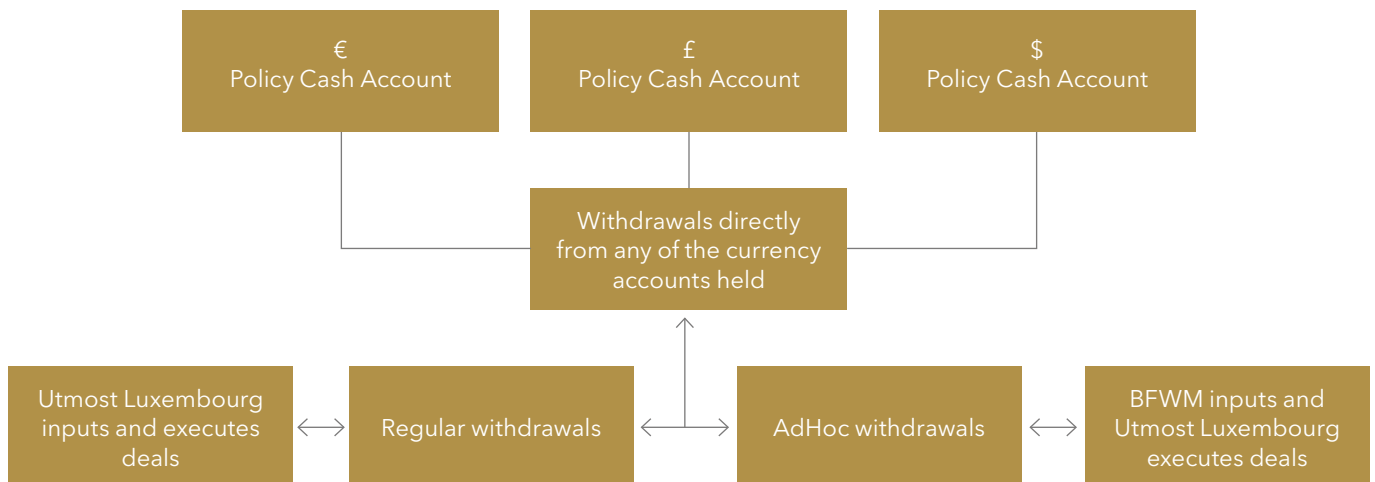 €
Policy Cash Account
£
Policy Cash Account
$
Policy Cash Account
Withdrawals directly
from any of the currency
accounts held
Utmost Luxembourg
inputs and executes
deals
Regular withdrawals
AdHoc withdrawals
BFWM inputs and
Utmost Luxembourg
executes deals